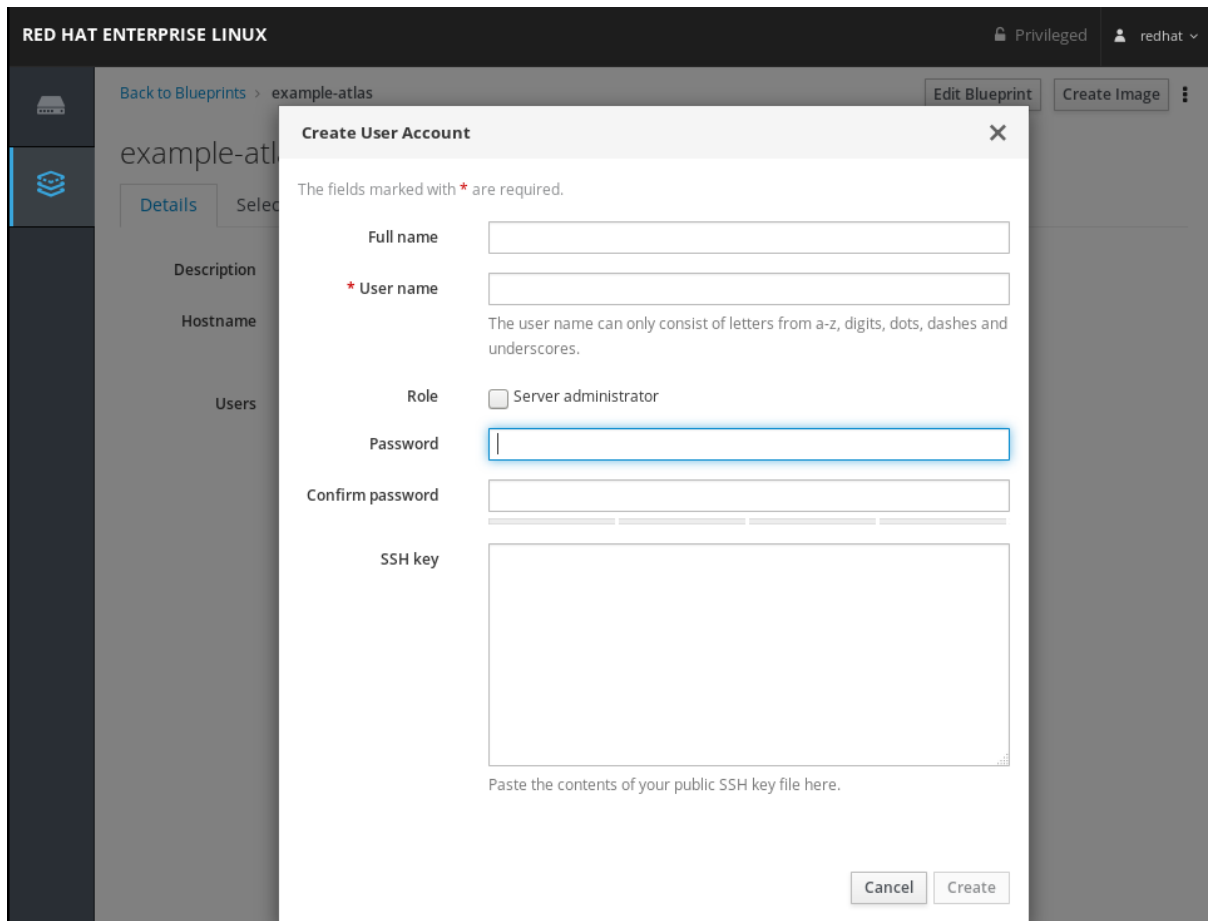 RED HAT ENTERPRISE LINUX
Privileged
redhat
Back to Blueprints > example-atlas
Edit Blueprint
Create Image
example-atl
Details
Selec
Description
Hostname
Users
Create User Account
The fields marked with * are required.
Full name
* User name
The user name can only consist of letters from a-z, digits, dots, dashes and
underscores.
Role
Server administrator
Password
Confirm password
SSH key
Paste the contents of your public SSH key file here.
Cancel
Create